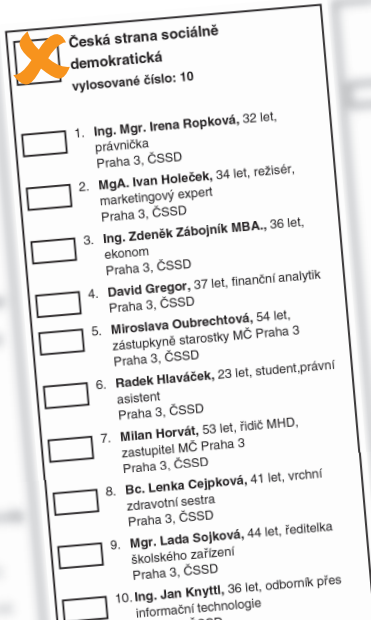 Česká strana sociálně
demokratická
vylosované číslo: 10
1. Ing. Mgr. Irena Ropková, 32 let,
právnička
Praha 3, ČSSD
2. MgA. Ivan Holeček, 34 let, režisér,
marketingový expert
Praha 3, ČSSD
3. Ing. Zdeněk Zábojník MBA., 36 let,
ekonom
Praha 3, ČSSD
4. David Gregor, 37 let, finanční analytik
Praha 3, ČSSD
5. Miroslava Oubrechtová, 54 let,
zástupkyně starostky MČ Praha 3
Praha 3, ČSSD
6. Radek Hlaváček, 23 let, student,právní
asistent
Praha 3, ČSSD
7. Milan Horvát, 53 let, řidič MHD,
zastupitel MČ Praha 3
Praha 3, ČSSD
8. Bc. Lenka Cejpková, 41 let, vrchní
zdravotní sestra
Praha 3, ČSSD
9. Mgr. Lada Sojková, 44 let, ředitelka
školského zařízení
Praha 3, ČSSD
10. Ing. Jan Knyttl, 36 let, odborník přes
informační technologie